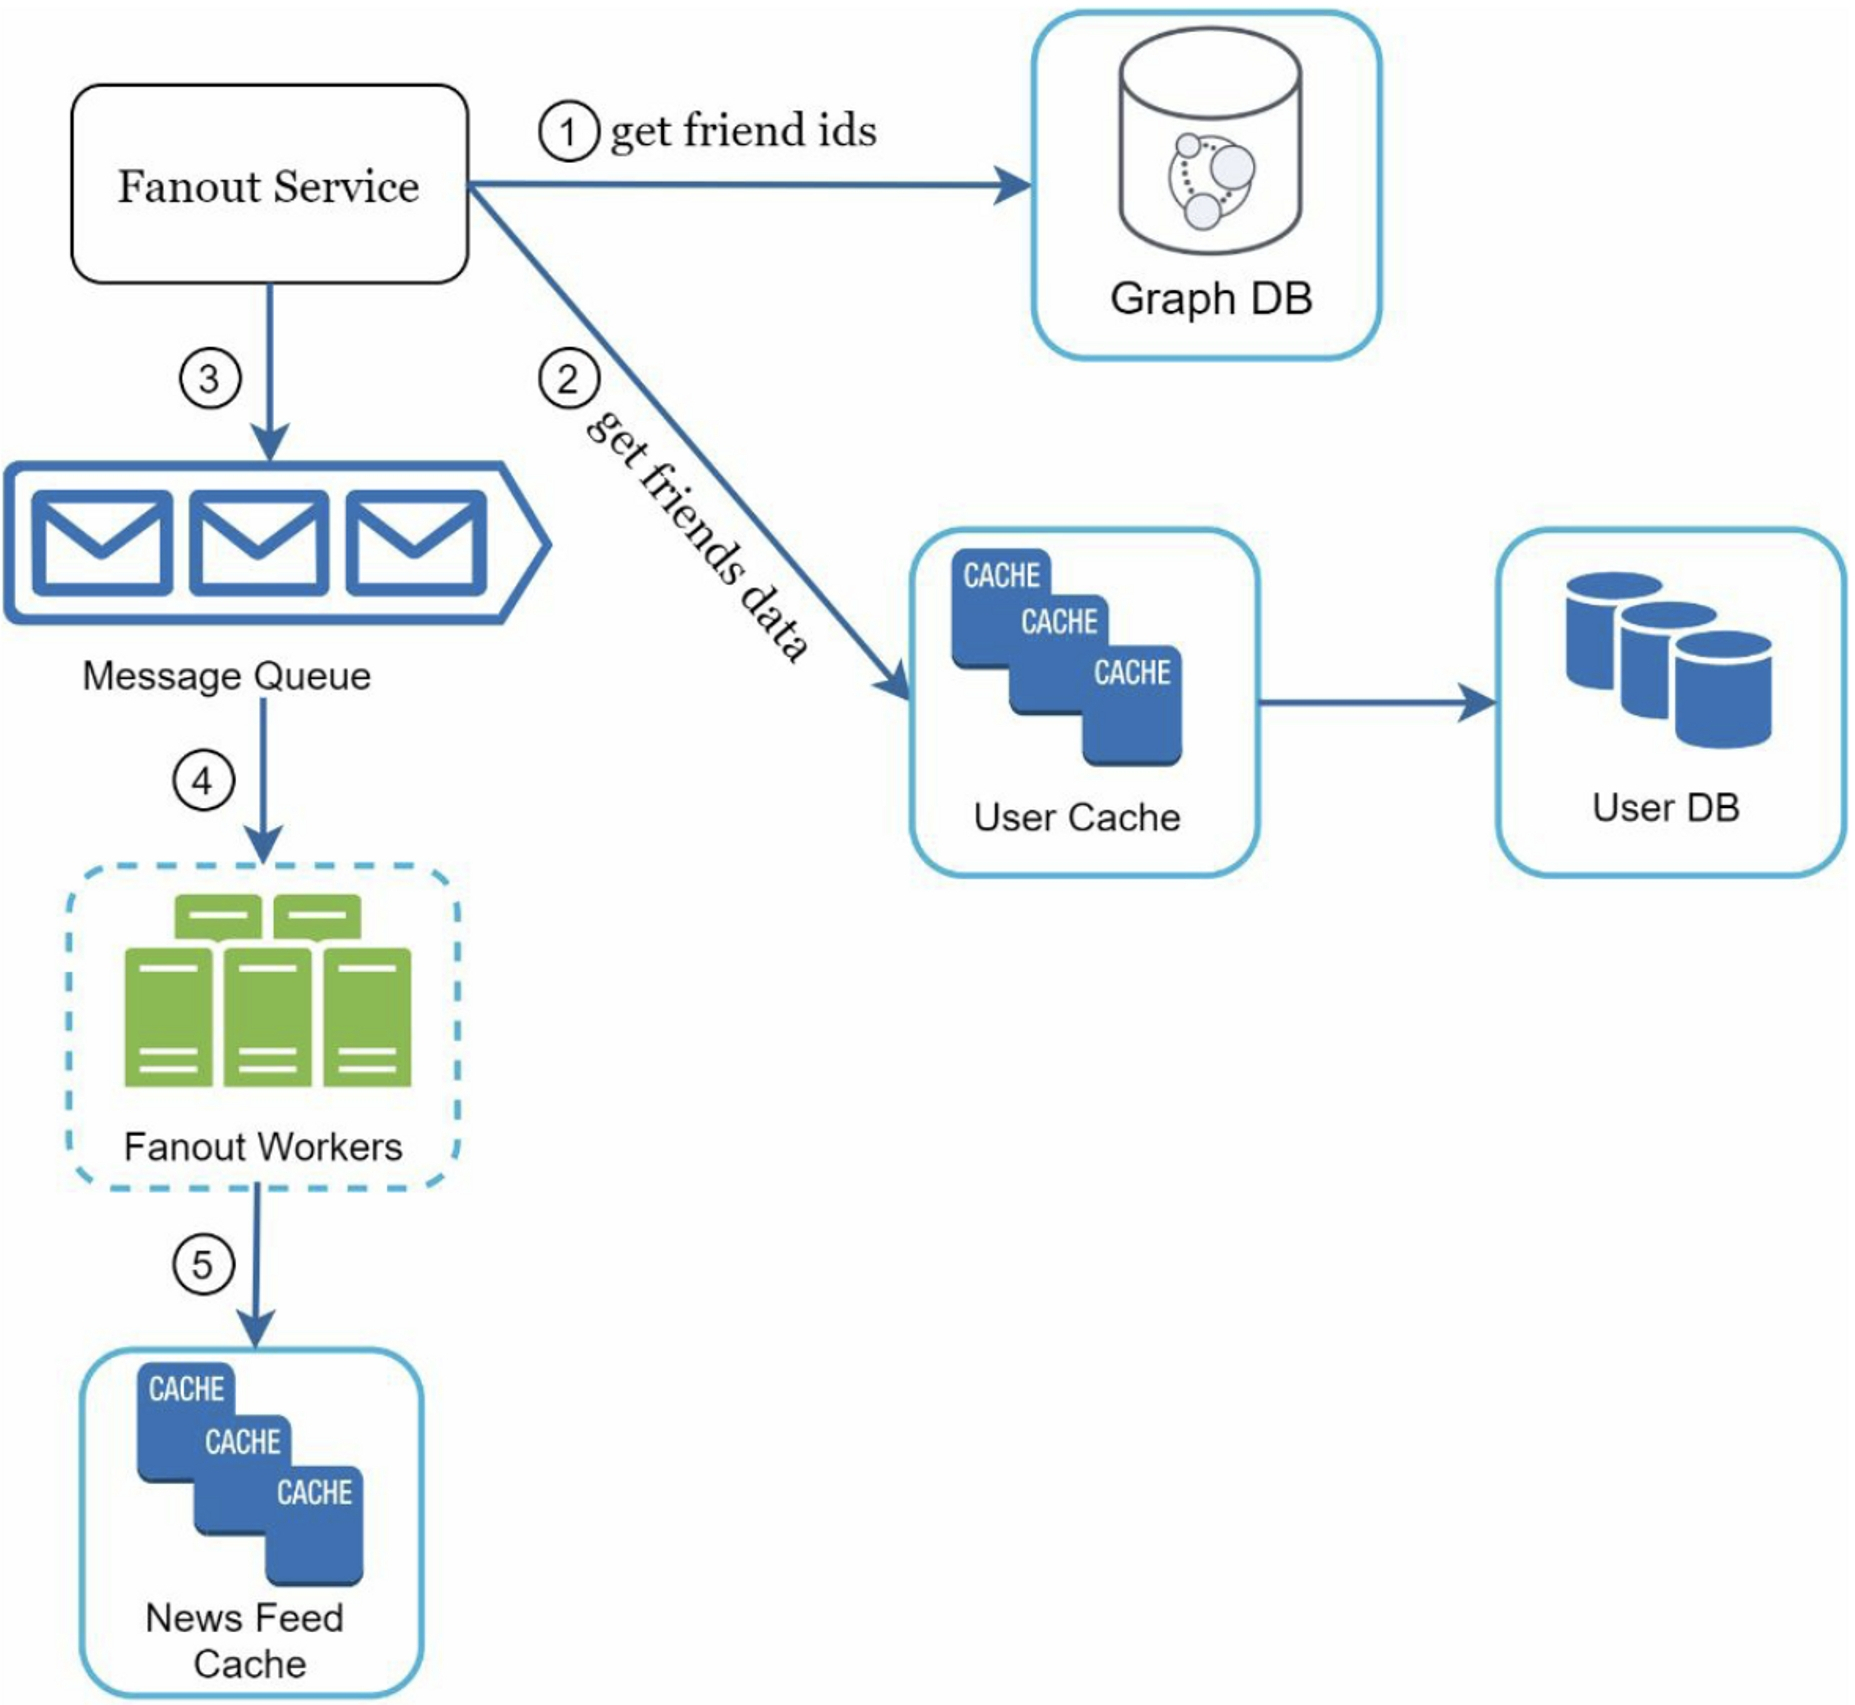 1 get friend ids
Fanout Service
Graph DB
2 get friends data
3
Message Queue
CACHE
CACHE
CACHE
User Cache
User DB
4
Fanout Workers
5
CACHE
CACHE
CACHE
News Feed
Cache